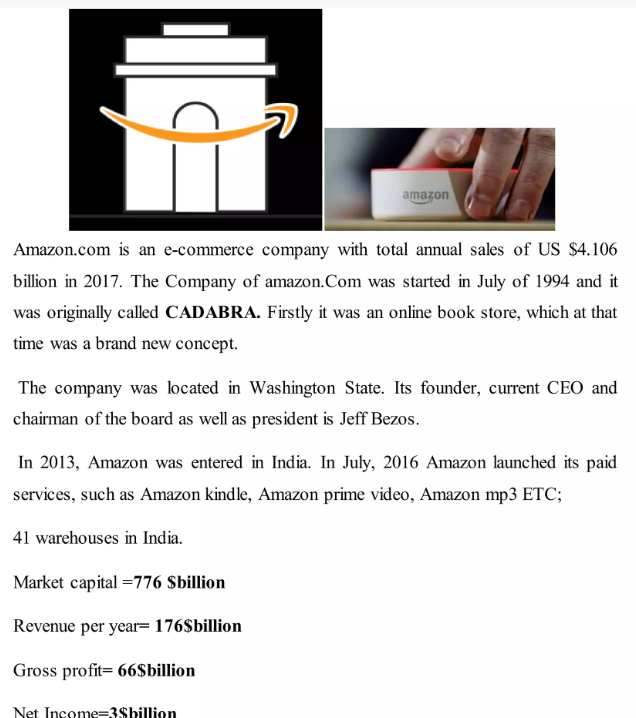 amazon
Amazon.com is an e-commerce company with total annual sales of US $4.106
billion in 2017. The Company of amazon.Com was started in July of 1994 and it
was originally called CADABRA. Firstly it was an online book store, which at that
time was a brand new concept.
The company was located in Washington State. Its founder, current CEO and
chairman of the board as well as president is Jeff Bezos.
In 2013, Amazon was entered in India. In July, 2016 Amazon launched its paid
services, such as Amazon kindle, Amazon prime video, Amazon mp3 ETC;
41 warehouses in India.
Market capital =776 $billion
Revenue per year= 176$billion
Gross profit= 66$billion
Net Income=3$billion